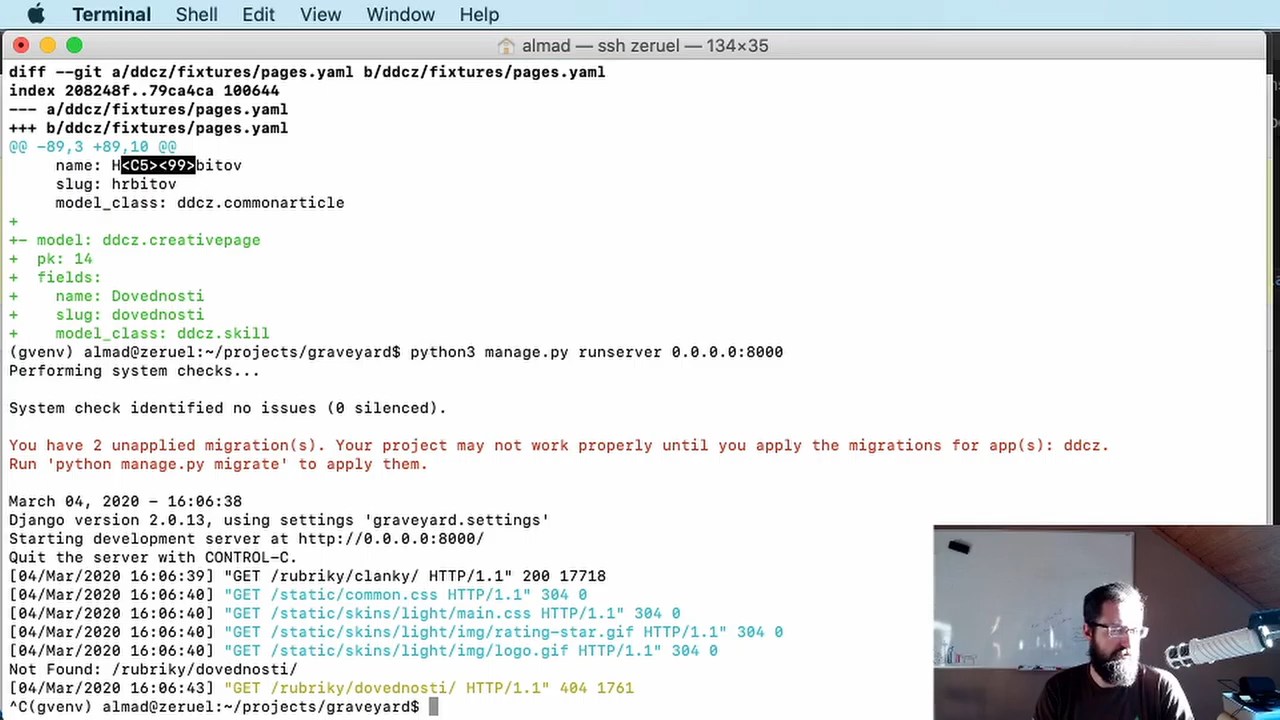 Terminal Shell Edit View Window Help
almad — ssh zeruel — 134×35
diff --git a/ddcz/fixtures/pages.yaml b/ddcz/fixtures/pages.yaml
index 208248f..79ca4ca 100644
--- a/ddcz/fixtures/pages.yaml
+++ b/ddcz/fixtures/pages.yaml
@@ -89,3 +89,10 @@
name: H<C5><99>bitov
slug: hrbitov
model_class: ddcz.commonarticle
+
+- model: ddcz.creativepage
+  pk: 14
+  fields:
+    name: Dovednosti
+    slug: dovednosti
+    model_class: ddcz.skill
(gvenv) almad@zeruel:~/projects/graveyard$ python3 manage.py runserver 0.0.0.0:8000
Performing system checks...
System check identified no issues (0 silenced).
You have 2 unapplied migration(s). Your project may not work properly until you apply the migrations for app(s): ddcz.
Run 'python manage.py migrate' to apply them.
March 04, 2020 - 16:06:38
Django version 2.0.13, using settings 'graveyard.settings'
Starting development server at http://0.0.0.0:8000/
Quit the server with CONTROL-C.
[04/Mar/2020 16:06:39] "GET /rubriky/clanky/ HTTP/1.1" 200 17718
[04/Mar/2020 16:06:40] "GET /static/common.css HTTP/1.1" 304 0
[04/Mar/2020 16:06:40] "GET /static/skins/light/main.css HTTP/1.1" 304 0
[04/Mar/2020 16:06:40] "GET /static/skins/light/img/rating-star.gif HTTP/1.1" 304 0
[04/Mar/2020 16:06:40] "GET /static/skins/light/img/logo.gif HTTP/1.1" 304 0
Not Found: /rubriky/dovednosti/
[04/Mar/2020 16:06:43] "GET /rubriky/dovednosti/ HTTP/1.1" 404 1761
^C(gvenv) almad@zeruel:~/projects/graveyard$